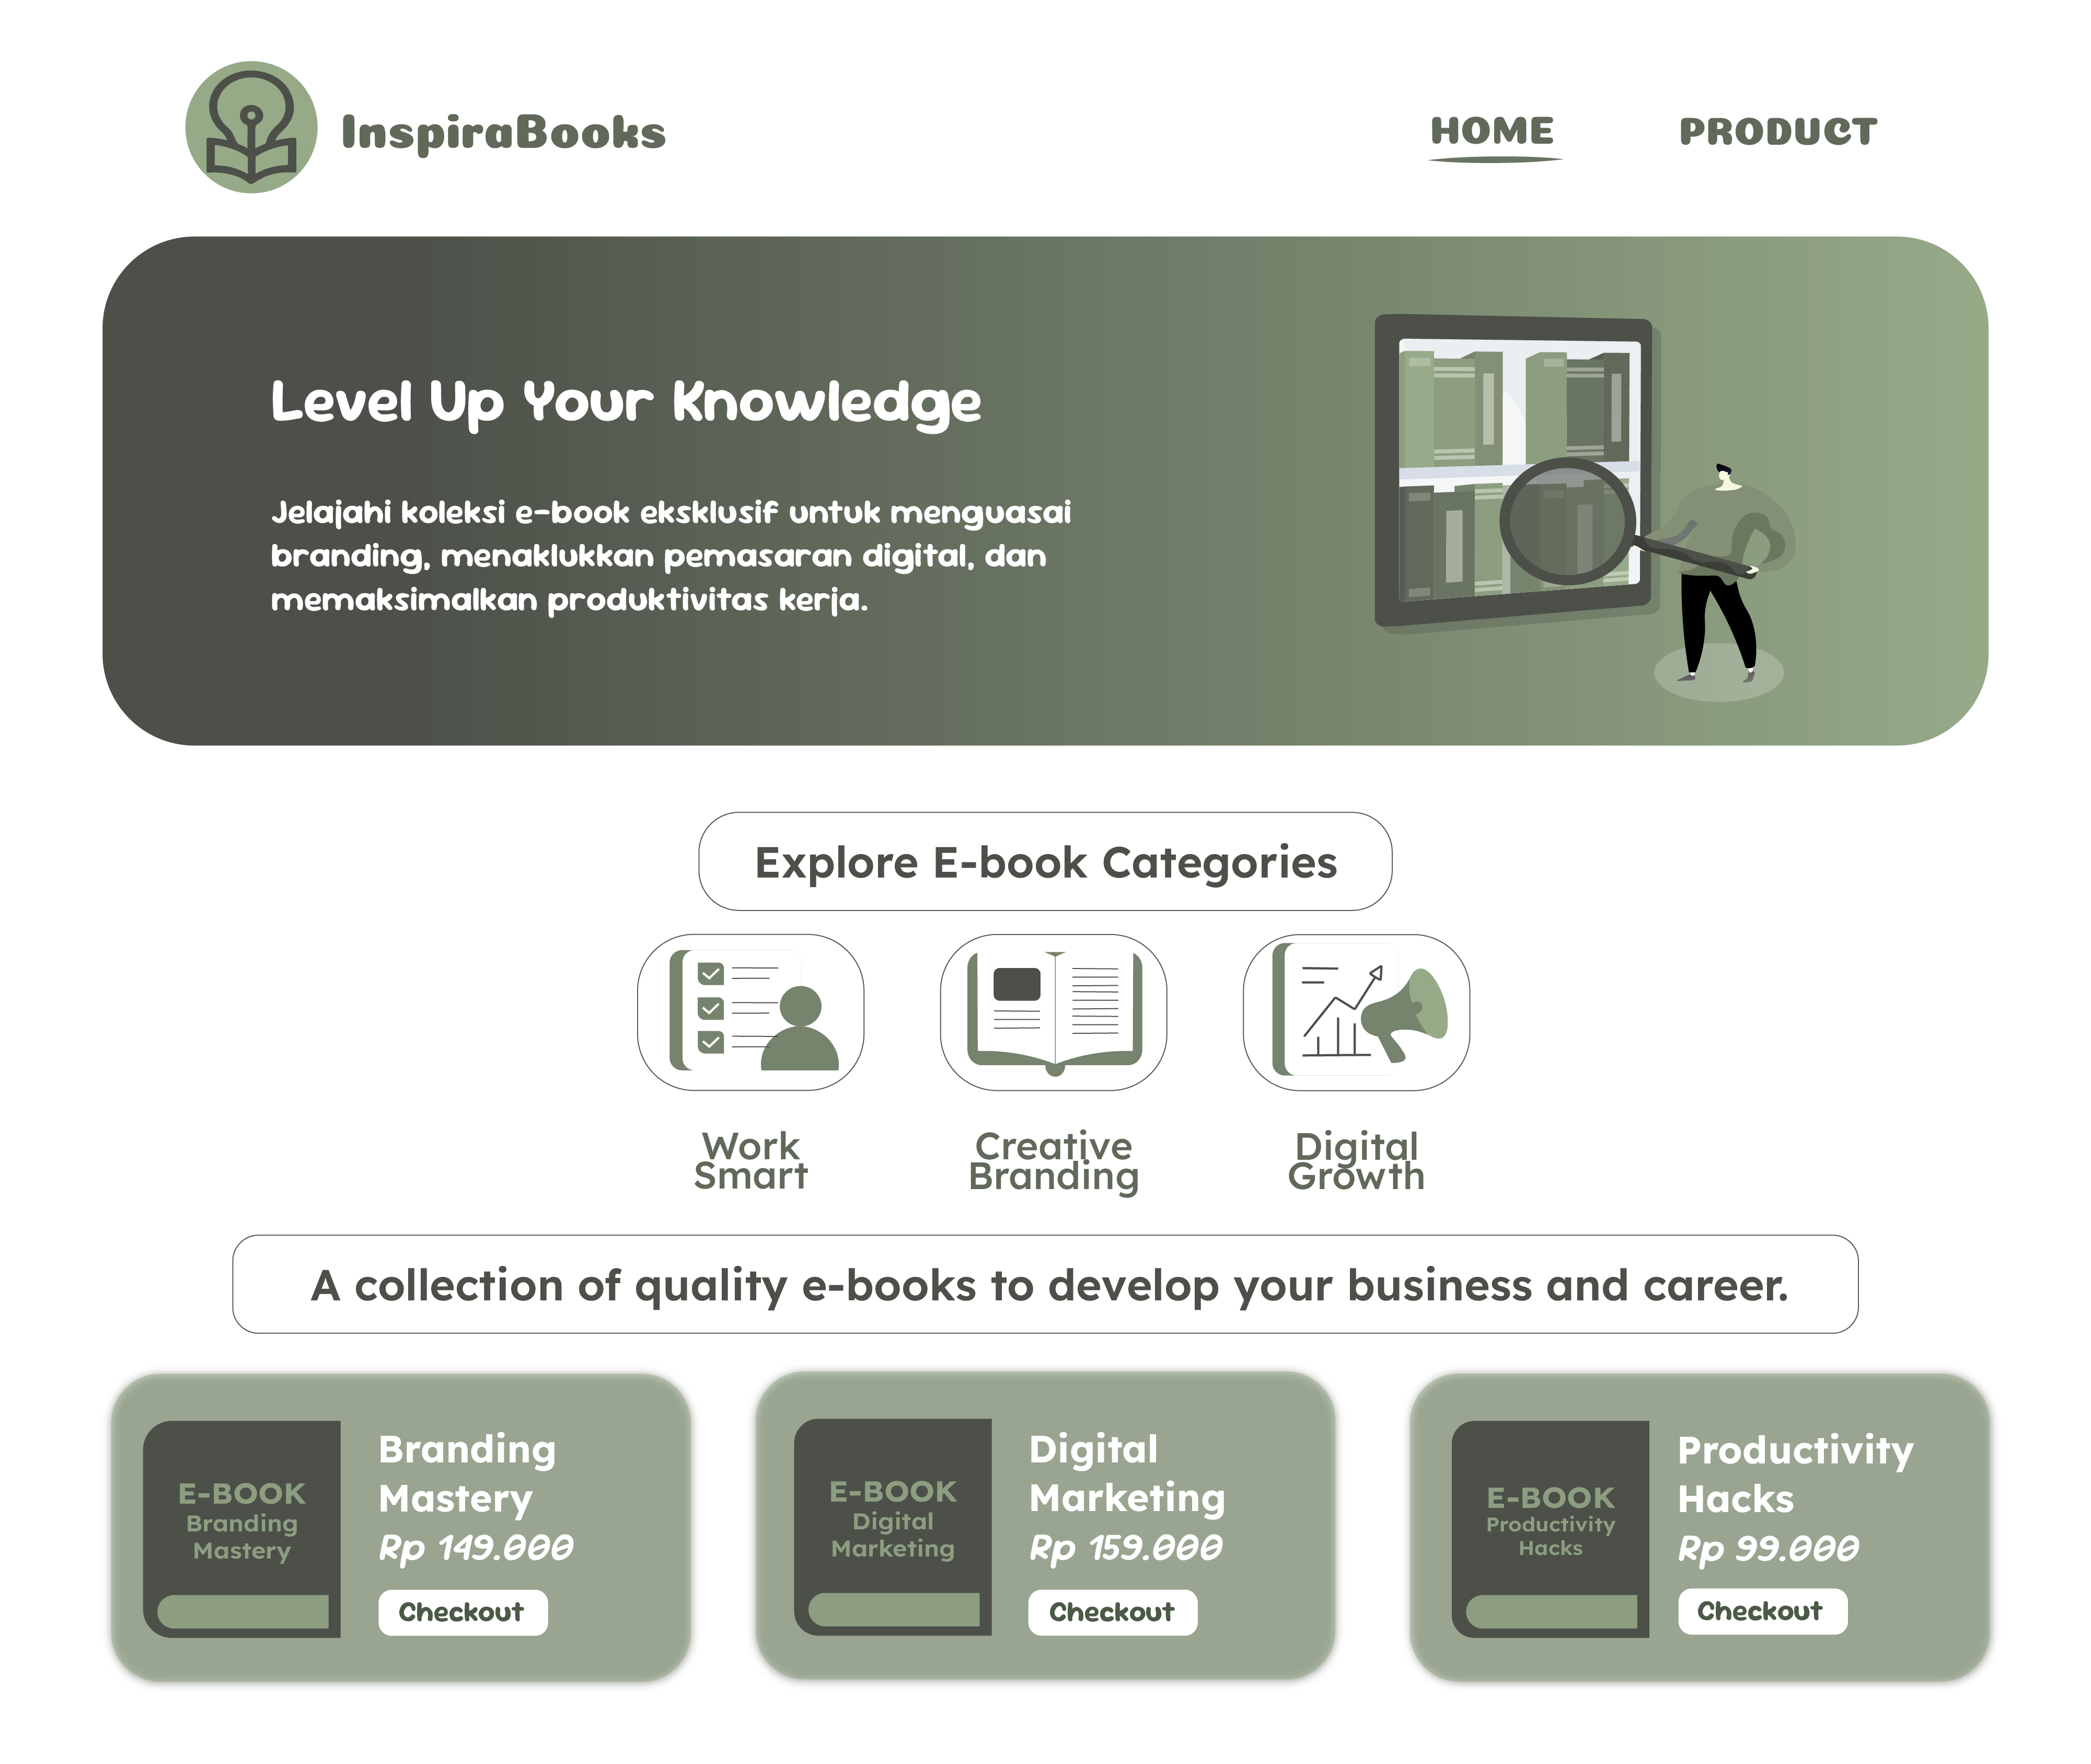 InspiraBooks
HOME
PRODUCT
Level Up Your Knowledge
Jelajahi koleksi e-book eksklusif untuk menguasai
branding, menaklukkan pemasaran digital, dan
memaksimalkan produktivitas kerja.
Explore E-book Categories
Work
Smart
Creative
Branding
Digital
Growth
A collection of quality e-books to develop your business and career.
E-BOOK
Branding
Mastery
Branding
Mastery
Rp 149.000
Checkout
E-BOOK
Digital
Marketing
Digital
Marketing
Rp 159.000
Checkout
E-BOOK
Productivity
Hacks
Productivity
Hacks
Rp 99.000
Checkout